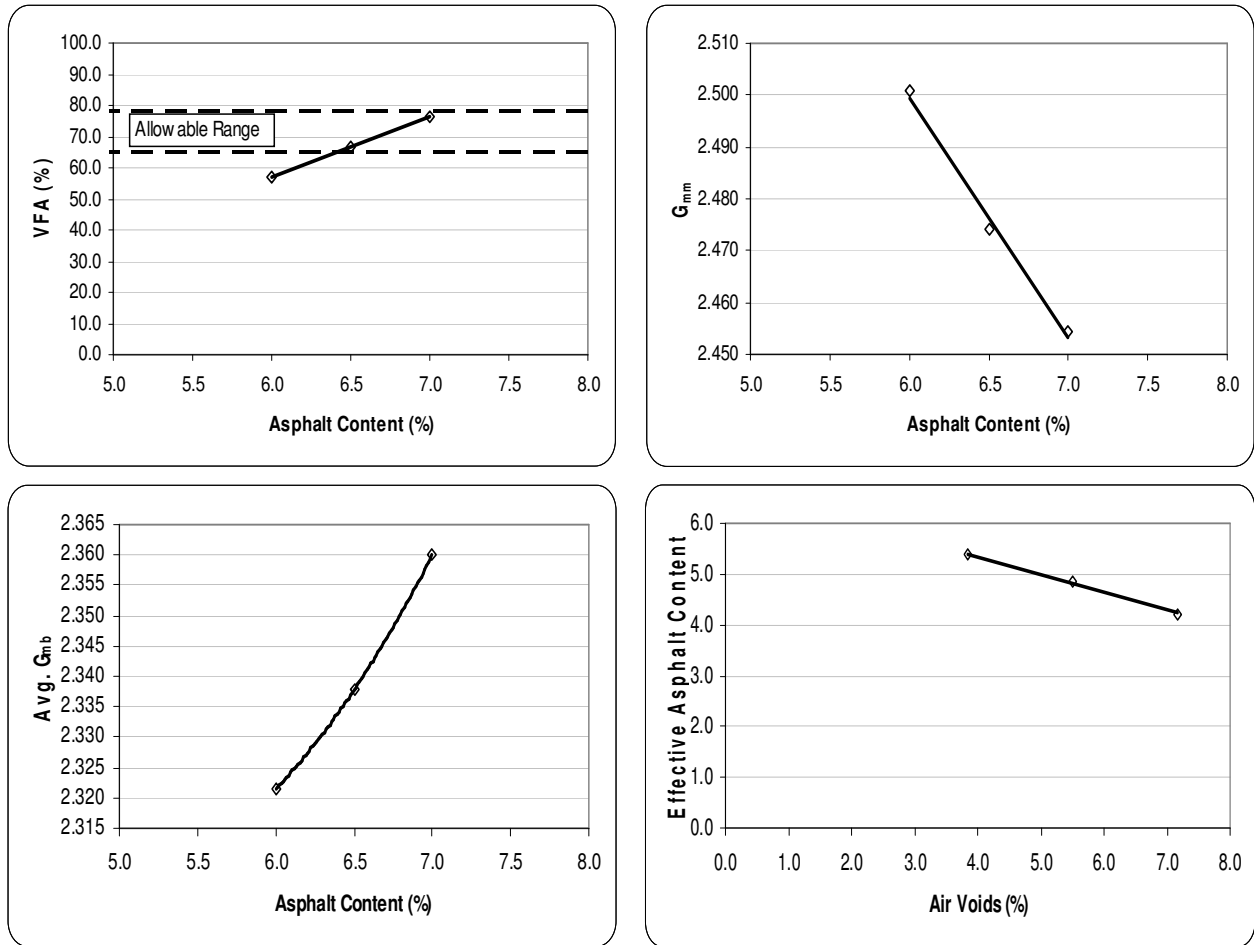 VFA (%)
100.0
90.0
80.0
70.0
60.0
50.0
40.0
30.0
20.0
10.0
0.0
Allowable Range
5.0 5.5 6.0 6.5 7.0 7.5 8.0
Asphalt Content (%)
Gmm
2.510
2.500
2.490
2.480
2.470
2.460
2.450
5.0 5.5 6.0 6.5 7.0 7.5 8.0
Asphalt Content (%)
Avg. Gmb
2.365
2.360
2.355
2.350
2.345
2.340
2.335
2.330
2.325
2.320
2.315
5.0 5.5 6.0 6.5 7.0 7.5 8.0
Asphalt Content (%)
Effective Asphalt Content
6.0
5.0
4.0
3.0
2.0
1.0
0.0
0.0 1.0 2.0 3.0 4.0 5.0 6.0 7.0 8.0
Air Voids (%)